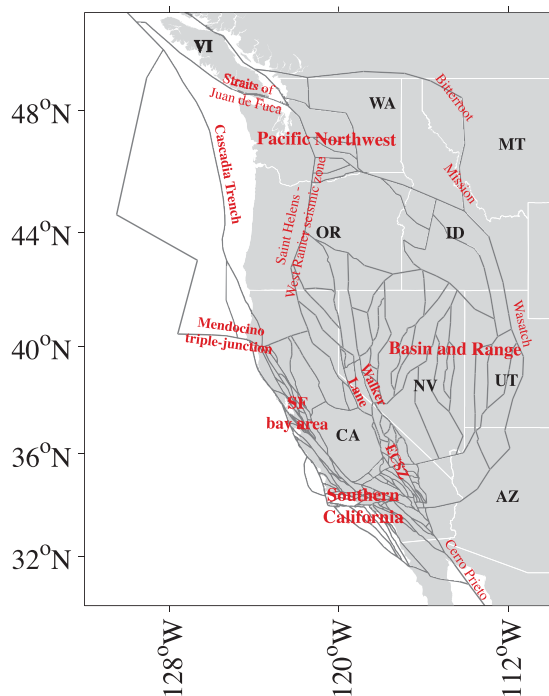 VI
Straits of
Juan de Fuca
WA
Bitterroot
48°N
Pacific Northwest
MT
Cascadia Trench
Mission
Saint Helens -
West Ranier seismic zone
OR
ID
44°N
Wasatch
Mendocino
triple-junction
40°N
Basin and Range
Walker
Lane
NV
UT
SF
bay area
CA
36°N
ECSZ
Southern
California
AZ
32°N
Cerro Prieto
128°W
120°W
112°W